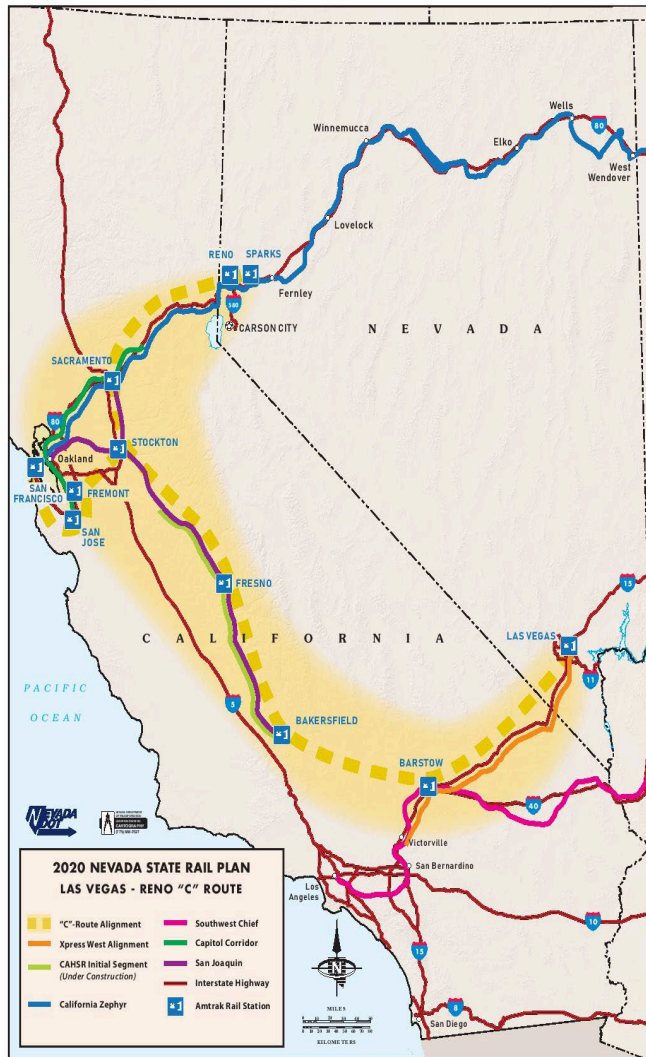 Wells
80
Winnemucca
Elko
West
Wendover
Lovelock
RENO
SPARKS
Fernley
580
CARSON CITY
NEVADA
SACRAMENTO
80
STOCKTON
Oakland
SAN
FRANCISCO
FREMONT
SAN
JOSE
FRESNO
15
LAS VEGAS
CALIFORNIA
11
PACIFIC
OCEAN
5
BAKERSFIELD
BARSTOW
40
NEVADA
DOT
Victorville
San Bernardino
Los
Angeles
10
15
8
San Diego
2020 NEVADA STATE RAIL PLAN
LAS VEGAS - RENO "C" ROUTE
"C"-Route Alignment
Xpress West Alignment
CAHSR Initial Segment
(Under Construction)
California Zephyr
Southwest Chief
Capitol Corridor
San Joaquin
Interstate Highway
Amtrak Rail Station
N
MILES
KILOMETERS